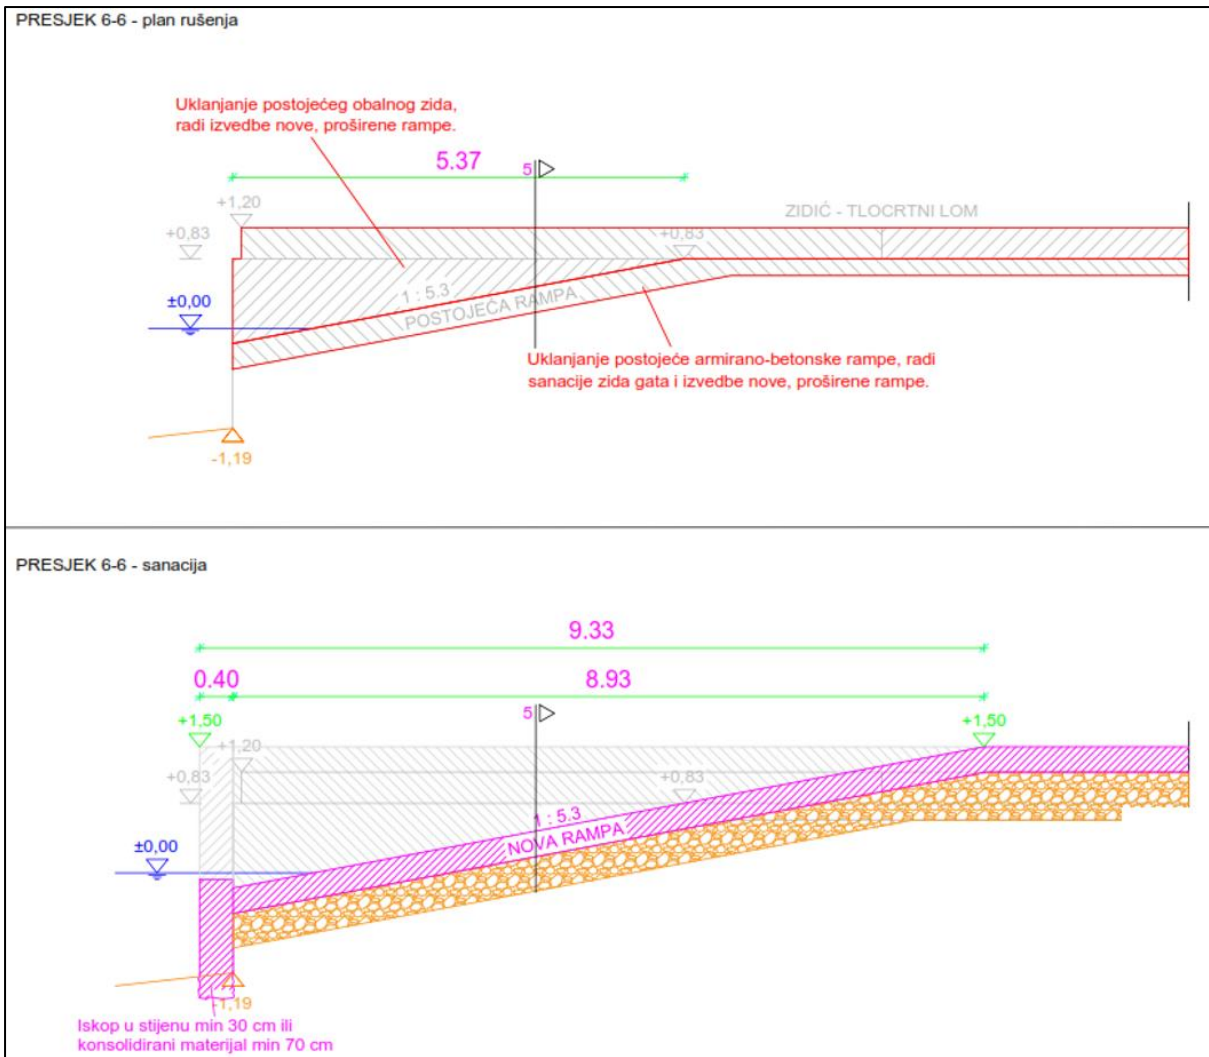 PRESJEK 6-6 - plan rušenja
Uklanjanje postojećeg obalnog zida,
radi izvedbe nove, proširene rampe.
5.37
5
+1,20
ZIDIĆ - TLOCRTNI LOM
+0,83
+0,83
±0,00
1 : 5.3
POSTOJEĆA RAMPA
Uklanjanje postojeće armirano-betonske rampe, radi
sanacije zida gata i izvedbe nove, proširene rampe.
-1,19
PRESJEK 6-6 - sanacija
9.33
0.40
8.93
5
+1,50
+1,50
+1,20
+0,83
+0,83
1 : 5.3
NOVA RAMPA
±0,00
-1,19
Iskop u stijenu min 30 cm ili
konsolidirani materijal min 70 cm